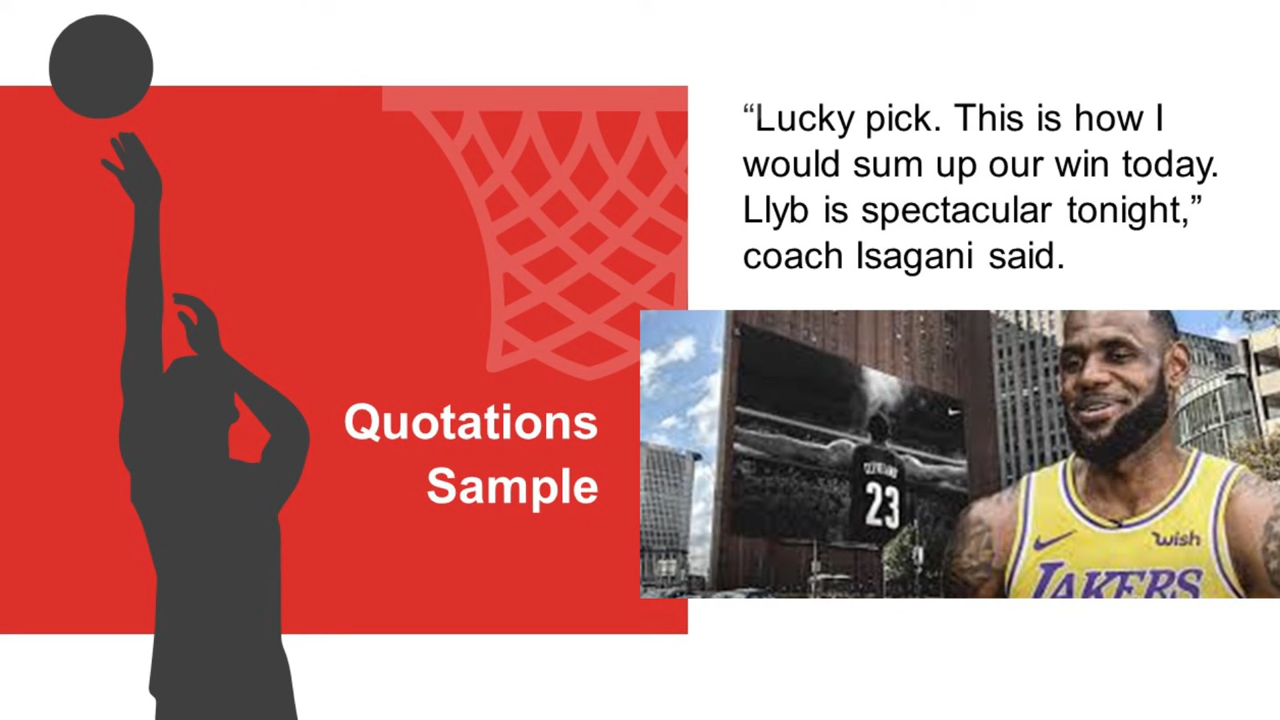 “Lucky pick. This is how I
would sum up our win today.
Llyb is spectacular tonight,”
coach Isagani said.
Quotations
Sample
CLEVELAND
23
wish
LAKERS